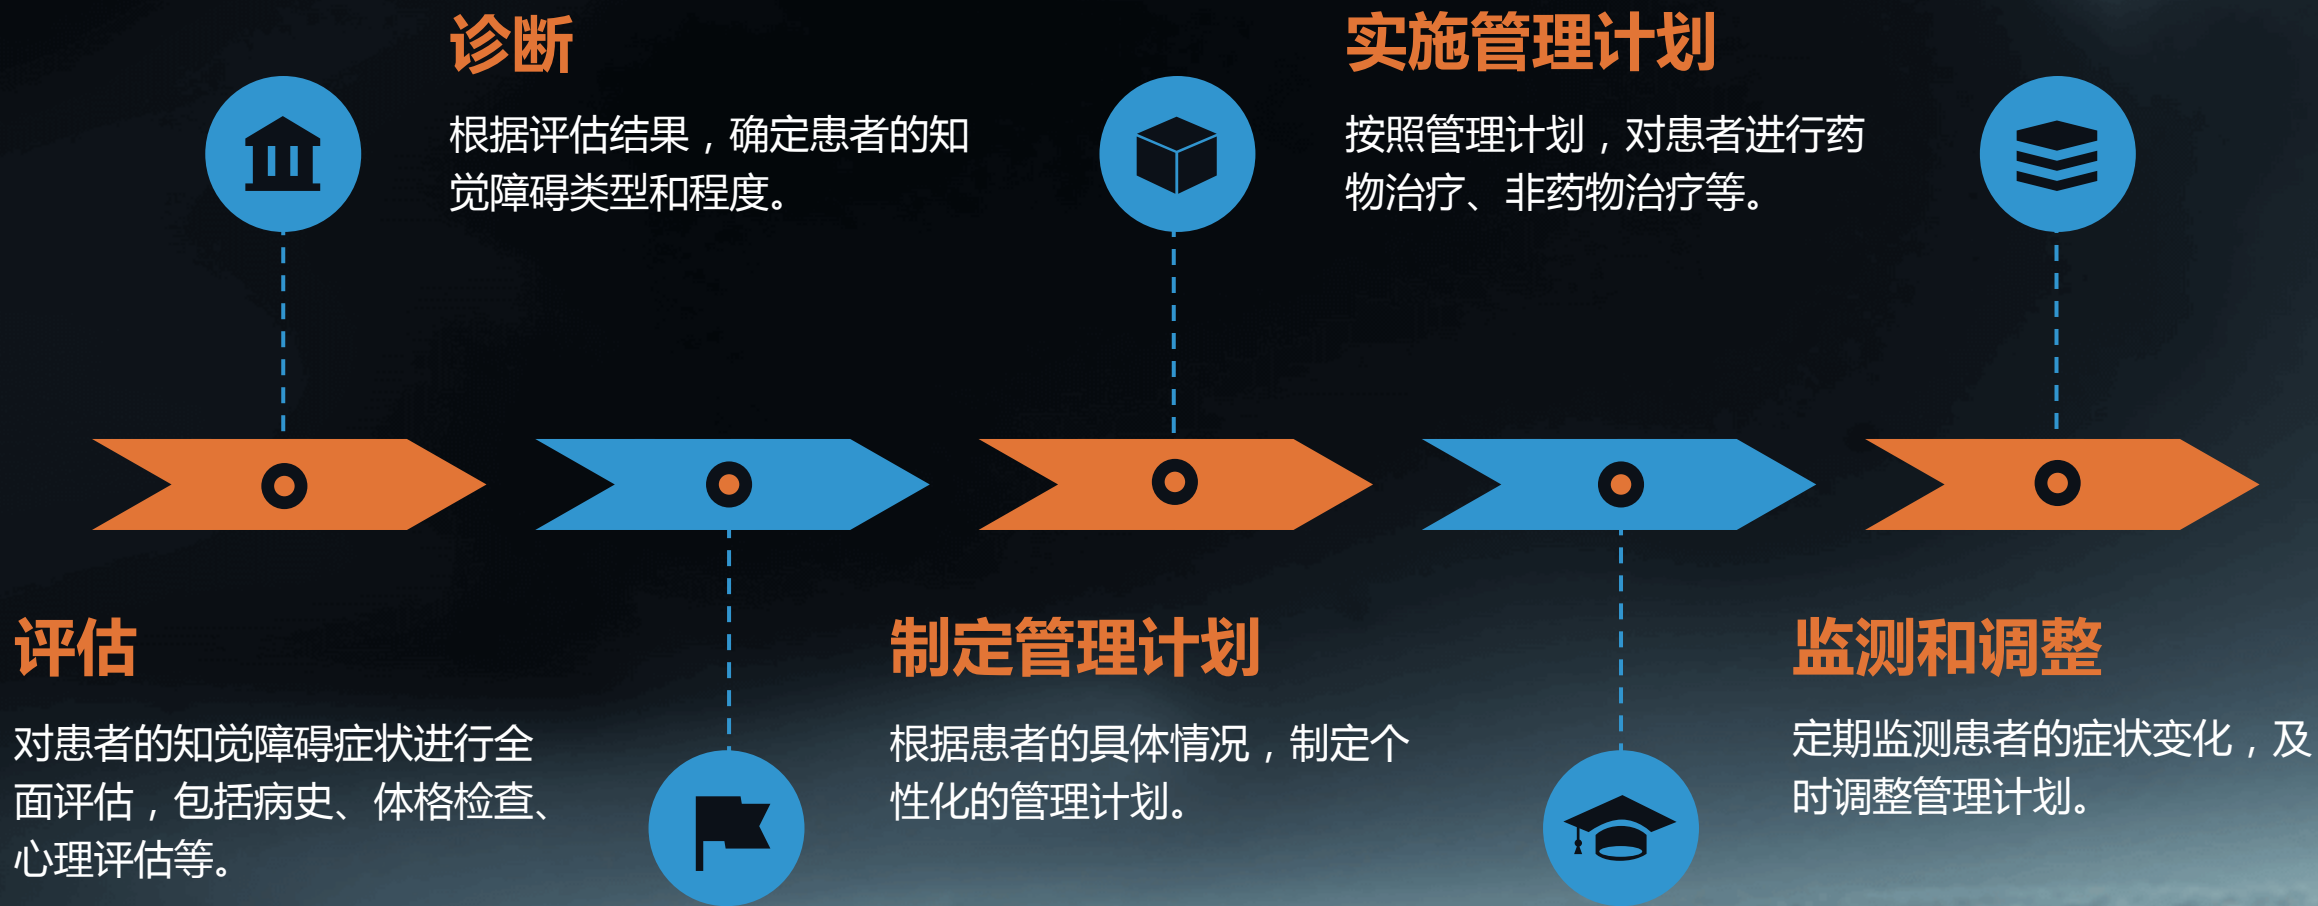 诊断
根据评估结果，确定患者的知
觉障碍类型和程度。
实施管理计划
按照管理计划，对患者进行药
物治疗、非药物治疗等。
评估
对患者的知觉障碍症状进行全
面评估，包括病史、体格检查、
心理评估等。
制定管理计划
根据患者的具体情况，制定个
性化的管理计划。
监测和调整
定期监测患者的症状变化，及
时调整管理计划。